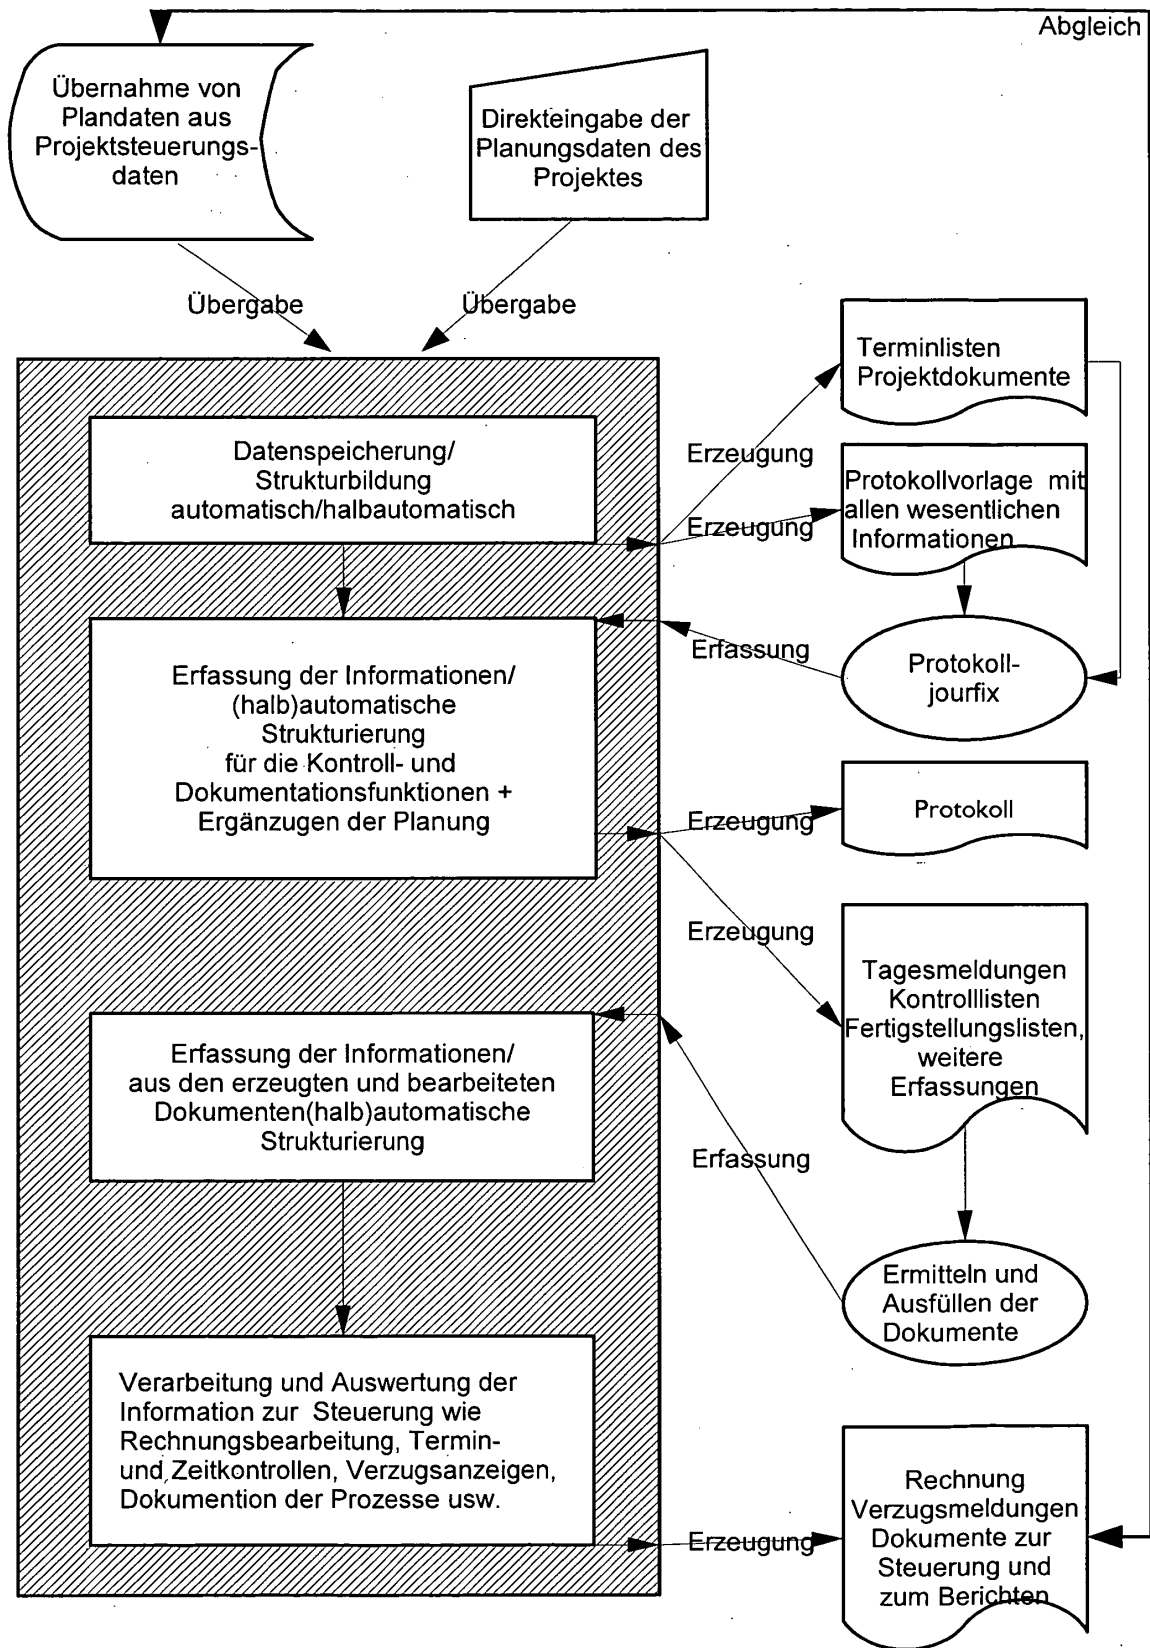 Abgleich
Übernahme von
Plandaten aus
Projektsteuerungs-
daten
Direkteingabe der
Planungsdaten des
Projektes
Übergabe
Übergabe
Terminlisten
Projektdokumente
Datenspeicherung/
Strukturbildung
automatisch/halbautomatisch
Erzeugung
Erzeugung
Protokollvorlage mit
allen wesentlichen
Informationen
Erfassung der Informationen/
(halb)automatische
Strukturierung
für die Kontroll- und
Dokumentationsfunktionen +
Ergänzugen der Planung
Erfassung
Protokoll-
jourfix
Erzeugung
Protokoll
Erzeugung
Tagesmeldungen
Kontrolllisten
Fertigstellungslisten,
weitere
Erfassungen
Erfassung der Informationen/
aus den erzeugten und bearbeiteten
Dokumenten(halb)automatische
Strukturierung
Erfassung
Ermitteln und
Ausfüllen der
Dokumente
Verarbeitung und Auswertung der
Information zur Steuerung wie
Rechnungsbearbeitung, Termin-
und Zeitkontrollen, Verzugsanzeigen,
Dokumention der Prozesse usw.
Erzeugung
Rechnung
Verzugsmeldungen
Dokumente zur
Steuerung und
zum Berichten